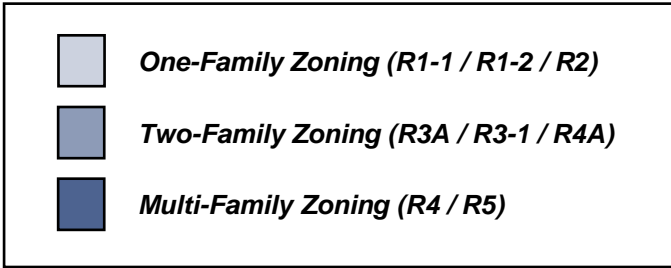 One-Family Zoning (R1-1 / R1-2 / R2)
Two-Family Zoning (R3A / R3-1 / R4A)
Multi-Family Zoning (R4 / R5)